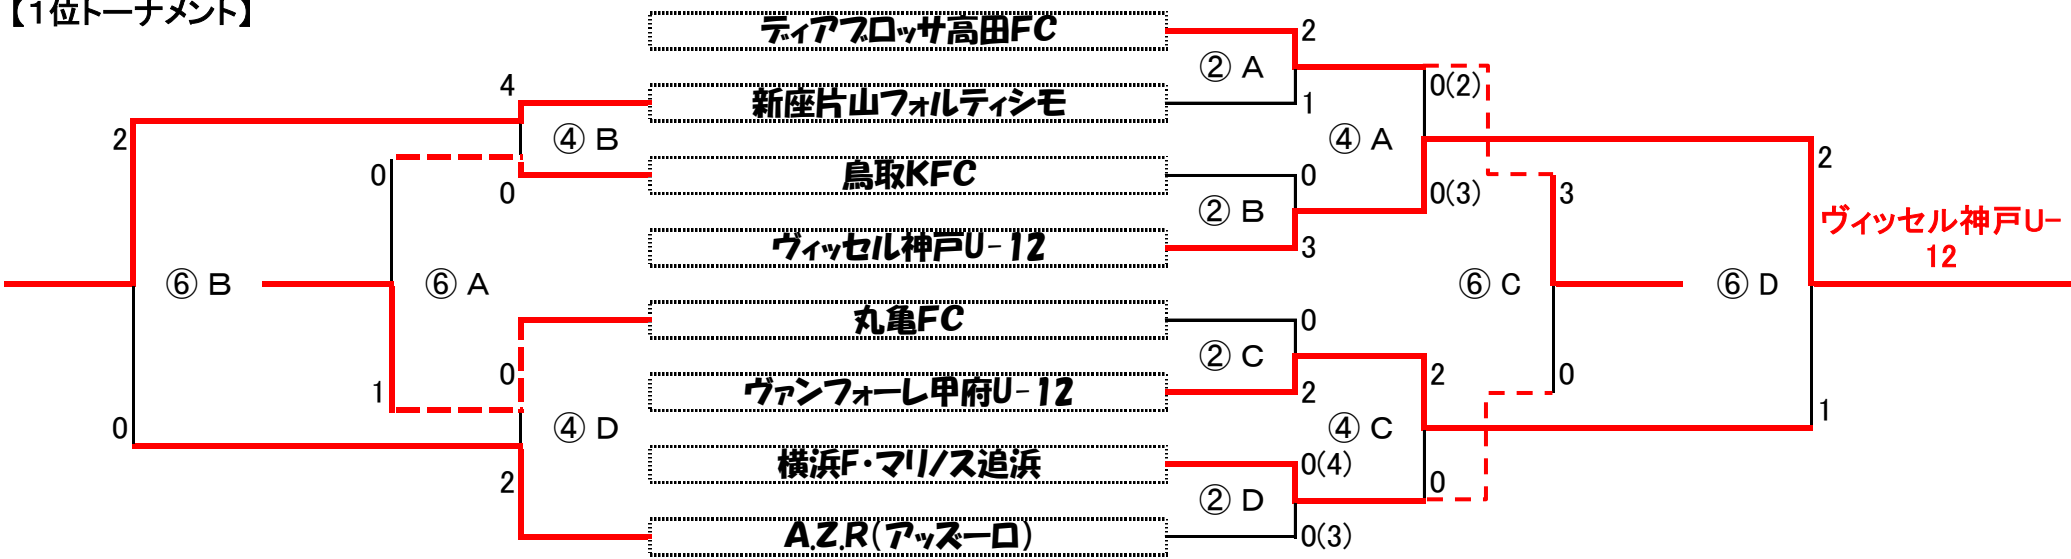 【１位トーナメント】
ディアブロッサ高田FC
2
② A
4
新座片山フォルティシモ
1
0(2)
2
④ B
④ A
2
0
0
鳥取KFC
0
② B
0(3)
3
ヴィッセル神戸U-12
3
ヴィッセル神戸U-
12
⑥ B
⑥ A
⑥ C
⑥ D
丸亀FC
0
② C
0
1
ヴァンフォーレ甲府U-12
2
2
0
1
0
④ D
④ C
横浜F・マリノス追浜
0(4)
2
0
② D
A.Z.R(アッズーロ)
0(3)